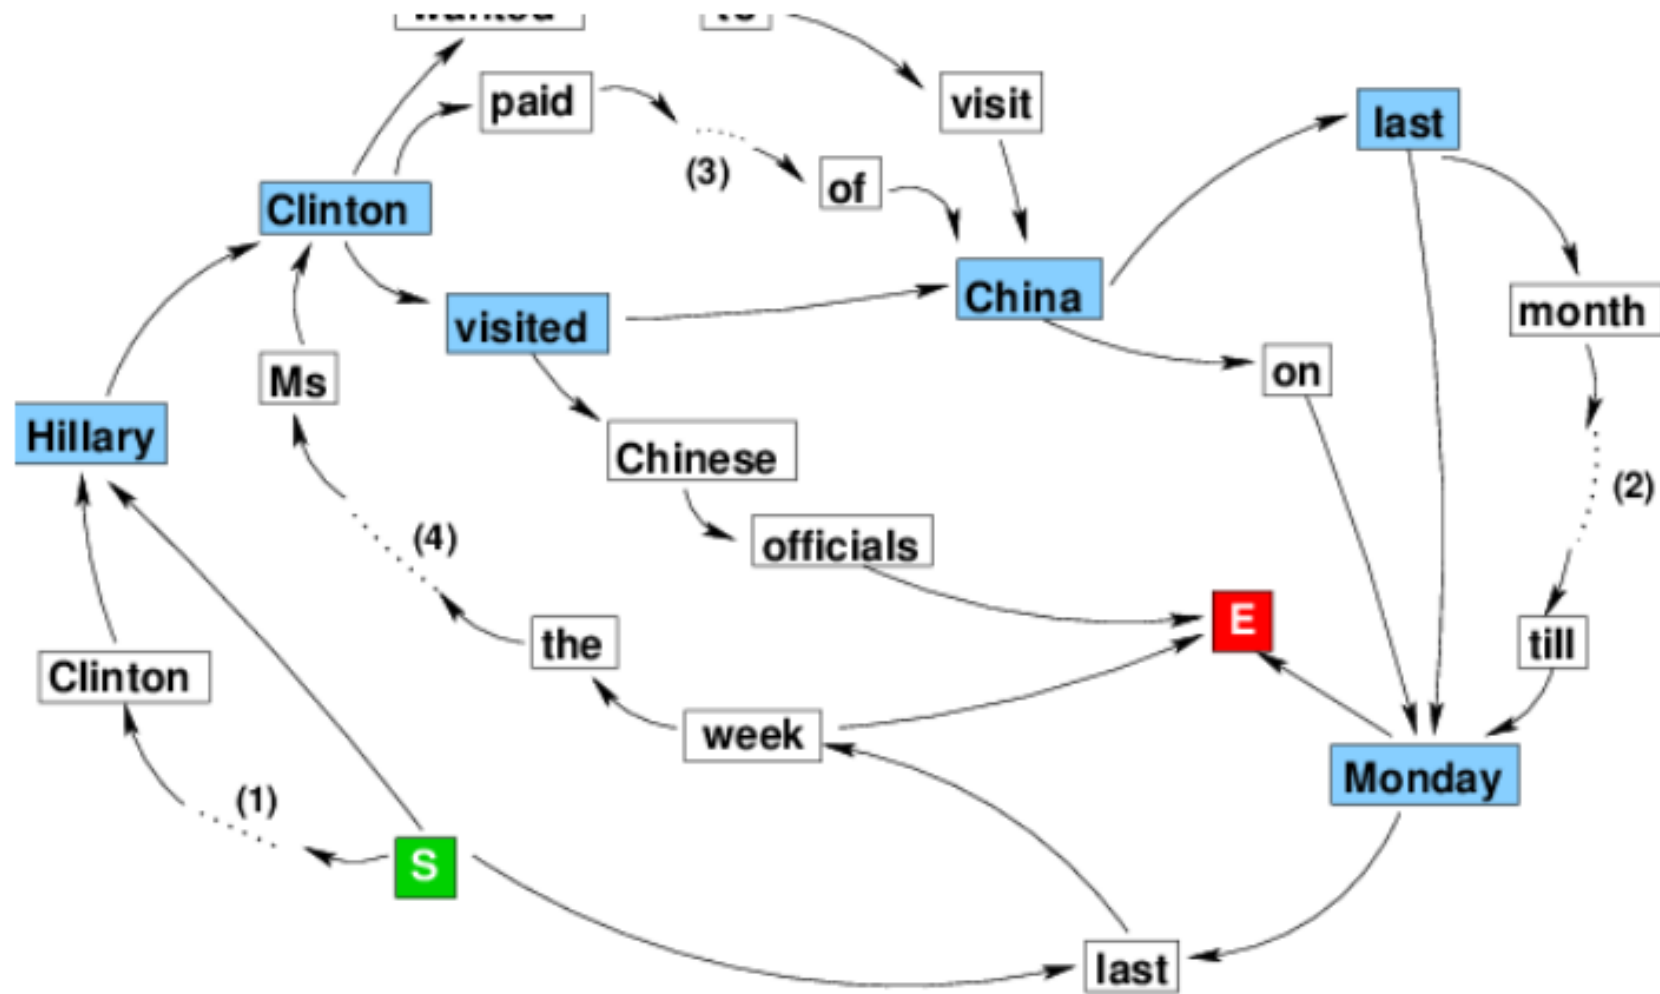 paid
visit
last
(3)
of
Clinton
China
month
visited
on
Ms
Hillary
Chinese
(2)
(4)
officials
E
the
till
Clinton
week
Monday
(1)
S
last